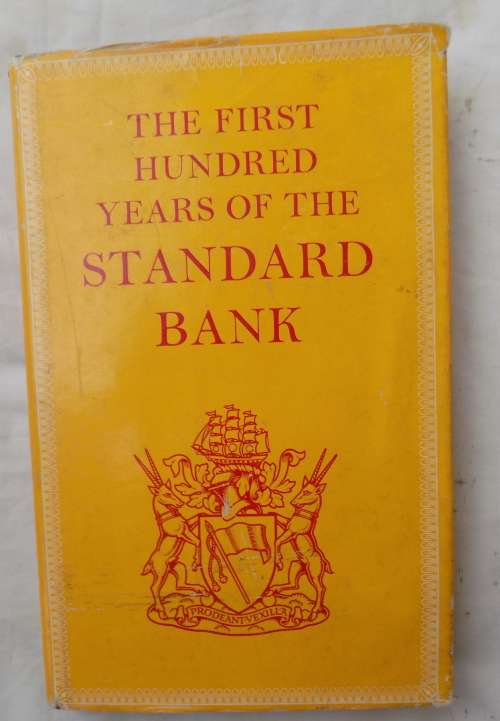 THE FIRST
HUNDRED
YEARS OF THE
STANDARD
BANK
PRODEANT VEXILLA